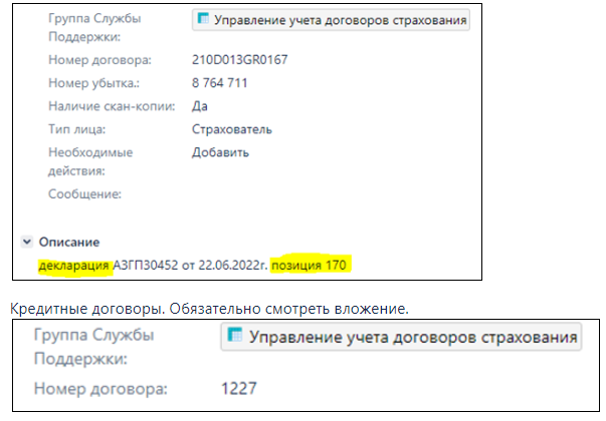 Группа Службы Управление учета договоров страхования
Поддержки:
Номер договора: 210D013GR0167
Номер убытка.: 8 764 711
Наличие скан-копии: Да
Тип лица: Страхователь
Необходимые Добавить
действия:
Сообщение:
Описание
декларация АЗГП30452 от 22.06.2022г. позиция 170
Кредитные договоры. Обязательно смотреть вложение.
Группа Службы Управление учета договоров страхования
Поддержки:
Номер договора: 1227